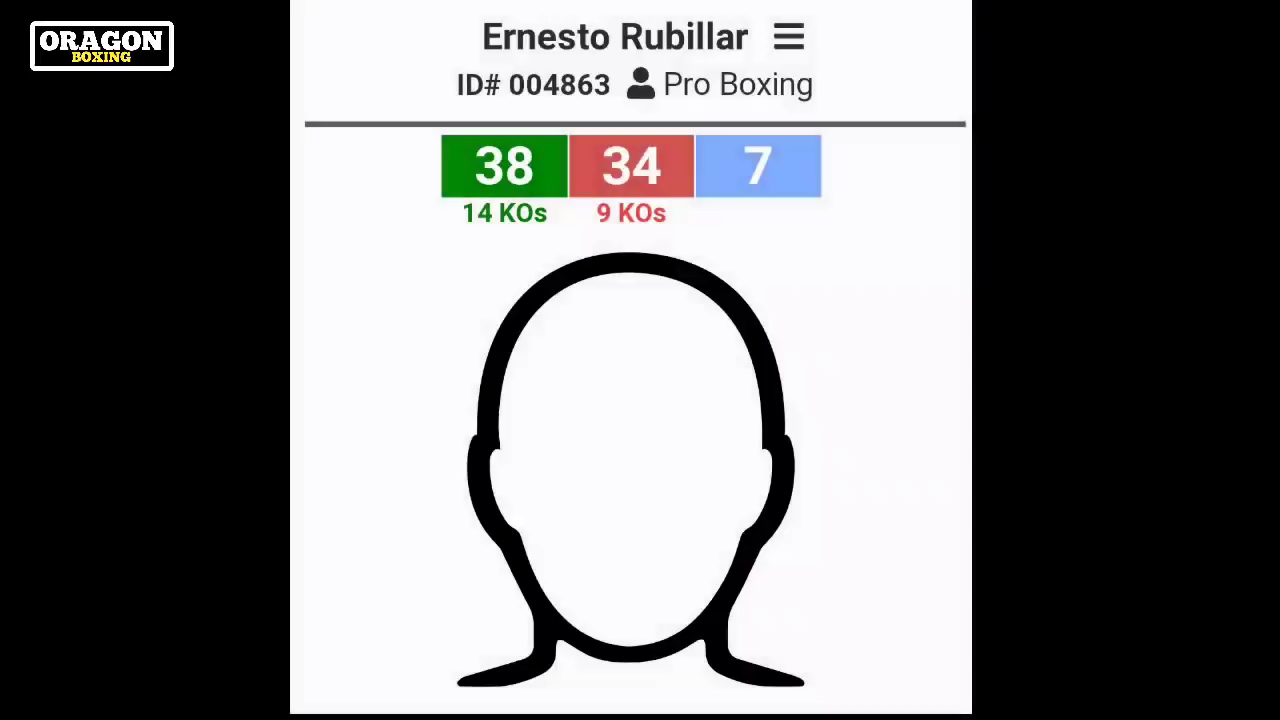 ORAGON
BOXING
Ernesto Rubillar
ID# 004863 Pro Boxing
38 34 7
14 KOs 9 KOs